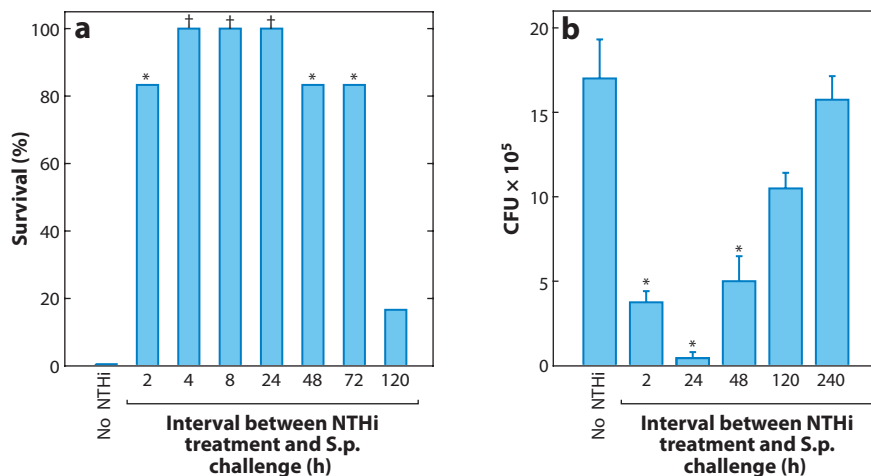 a
100
80
60
40
20
0
Survival (%)
*
†
†
†
*
*
No NTHi
2 4 8 24 48 72 120
Interval between NTHi
treatment and S.p.
challenge (h)
b
20
15
10
5
0
CFU × 10⁵
*
*
*
No NTHi
2 24 48 120 240
Interval between NTHi
treatment and S.p.
challenge (h)